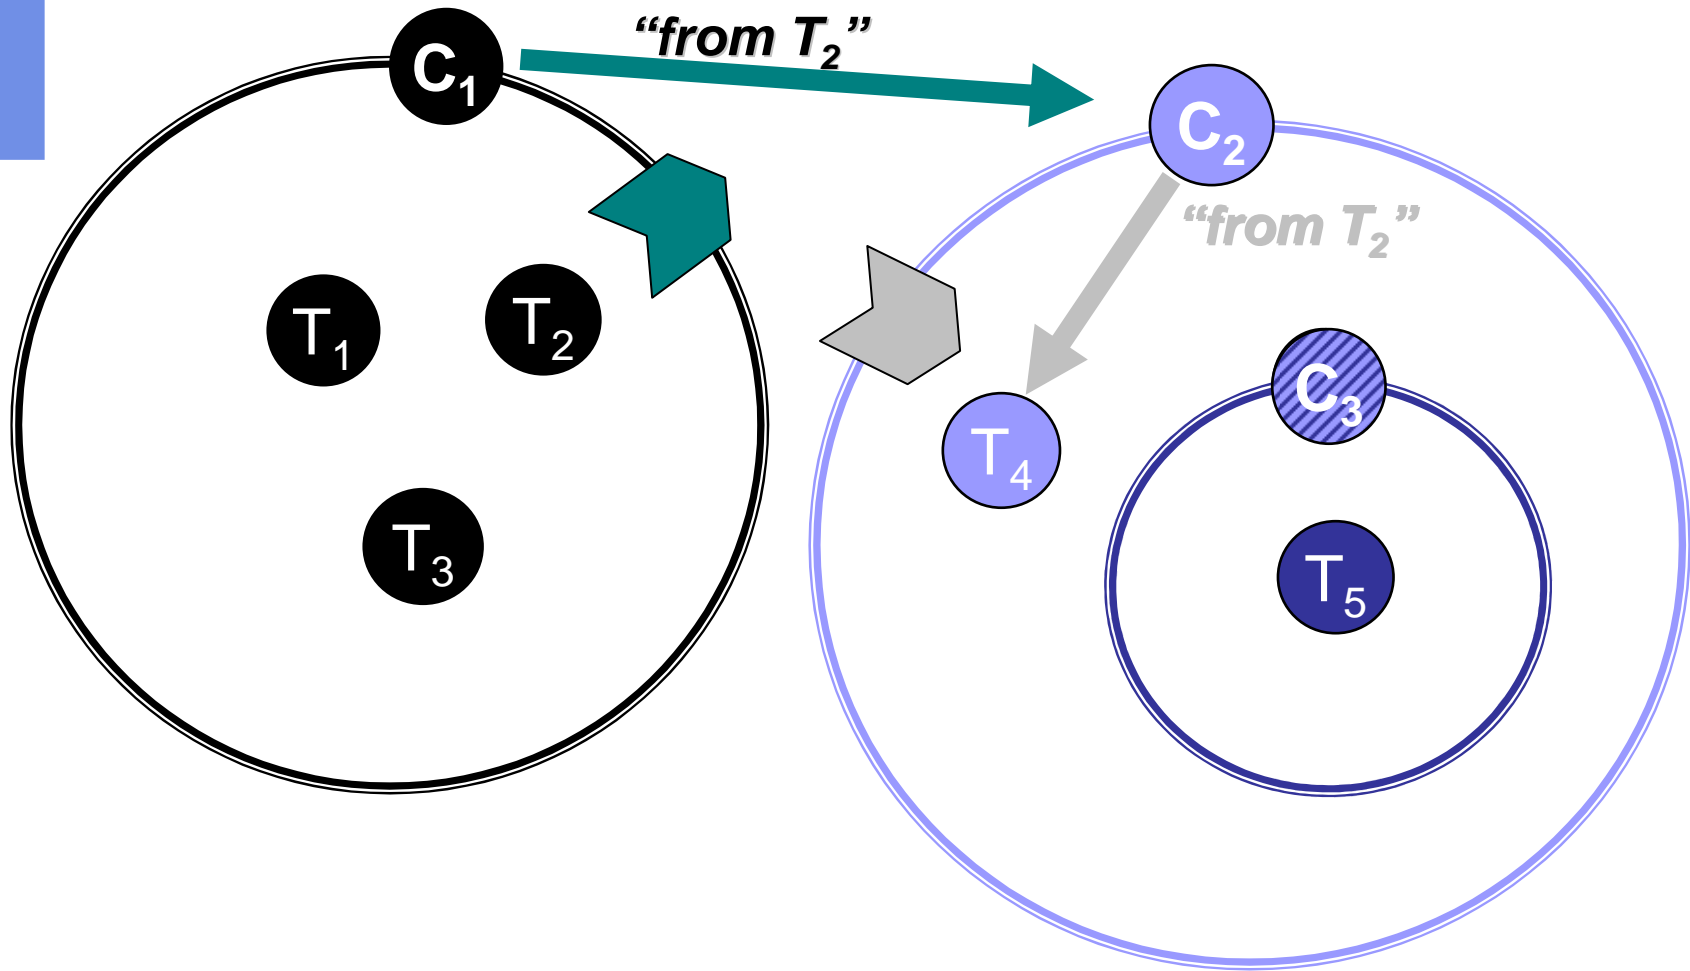 “from T₂”
C₁
C₂
“from T₂”
T₁
T₂
C₃
T₄
T₃
T₅